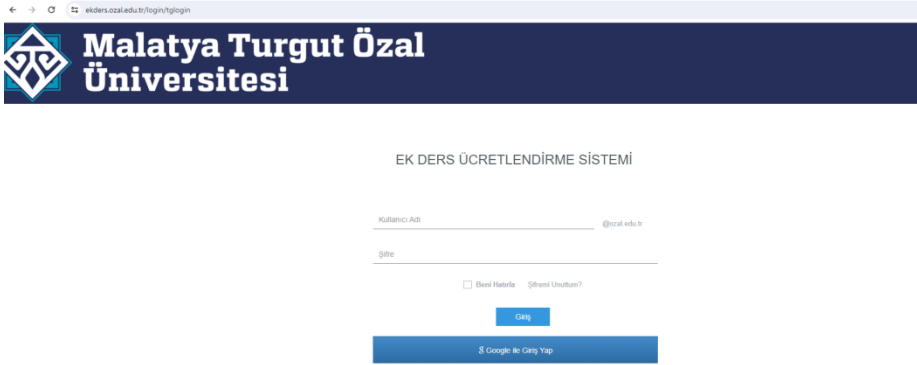 ekders.ozal.edu.tr/login/tglogin
Malatya Turgut Özal
Üniversitesi
EK DERS ÜCRETLENDİRME SİSTEMİ
Kullanıcı Adı
@ozal.edu.tr
Şifre
Beni Hatırla Şifremi Unuttum?
Giriş
Google ile Giriş Yap